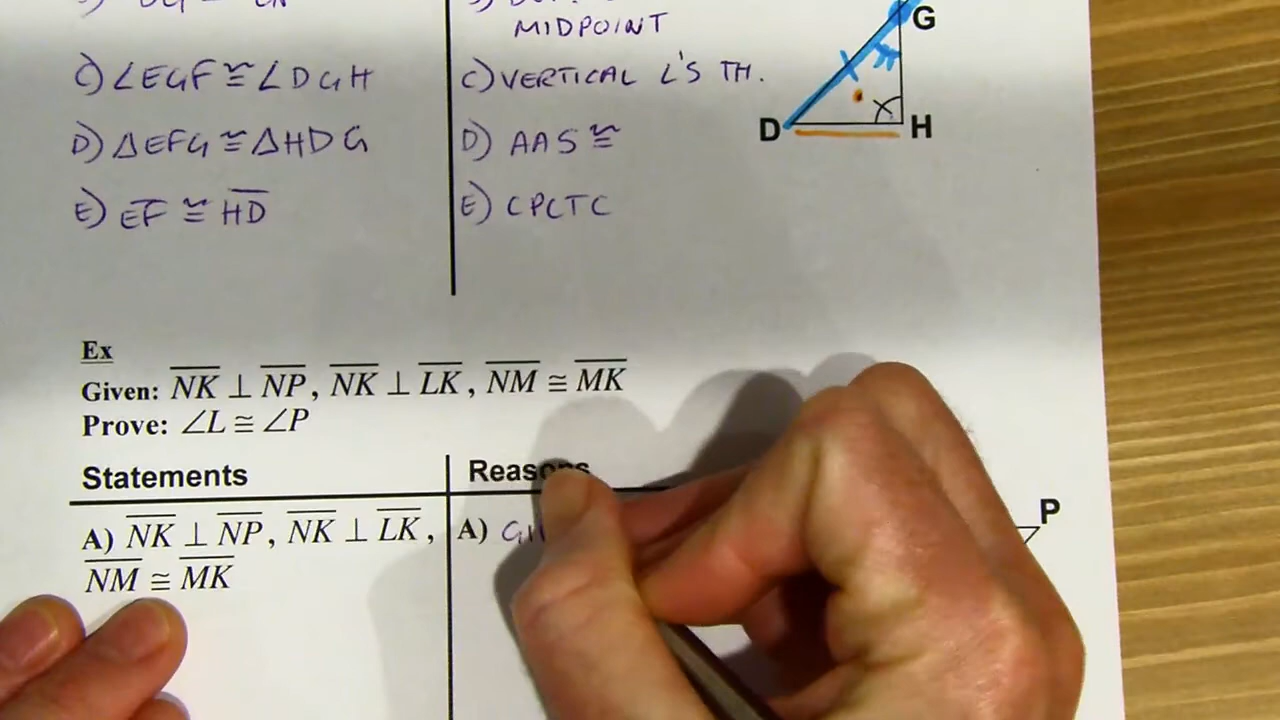 MIDPOINT
G
C) ∠EGF ≅ ∠DGH
C) VERTICAL ∠'S TH.
D H
D) △EFG ≅ △HDG
D) AAS ≅
E) EF ≅ HD
E) CPCTC
Ex
Given: NK ⊥ NP, NK ⊥ LK, NM ≅ MK
Prove: ∠L ≅ ∠P
Statements
A) NK ⊥ NP, NK ⊥ LK,
A)
P
NM ≅ MK